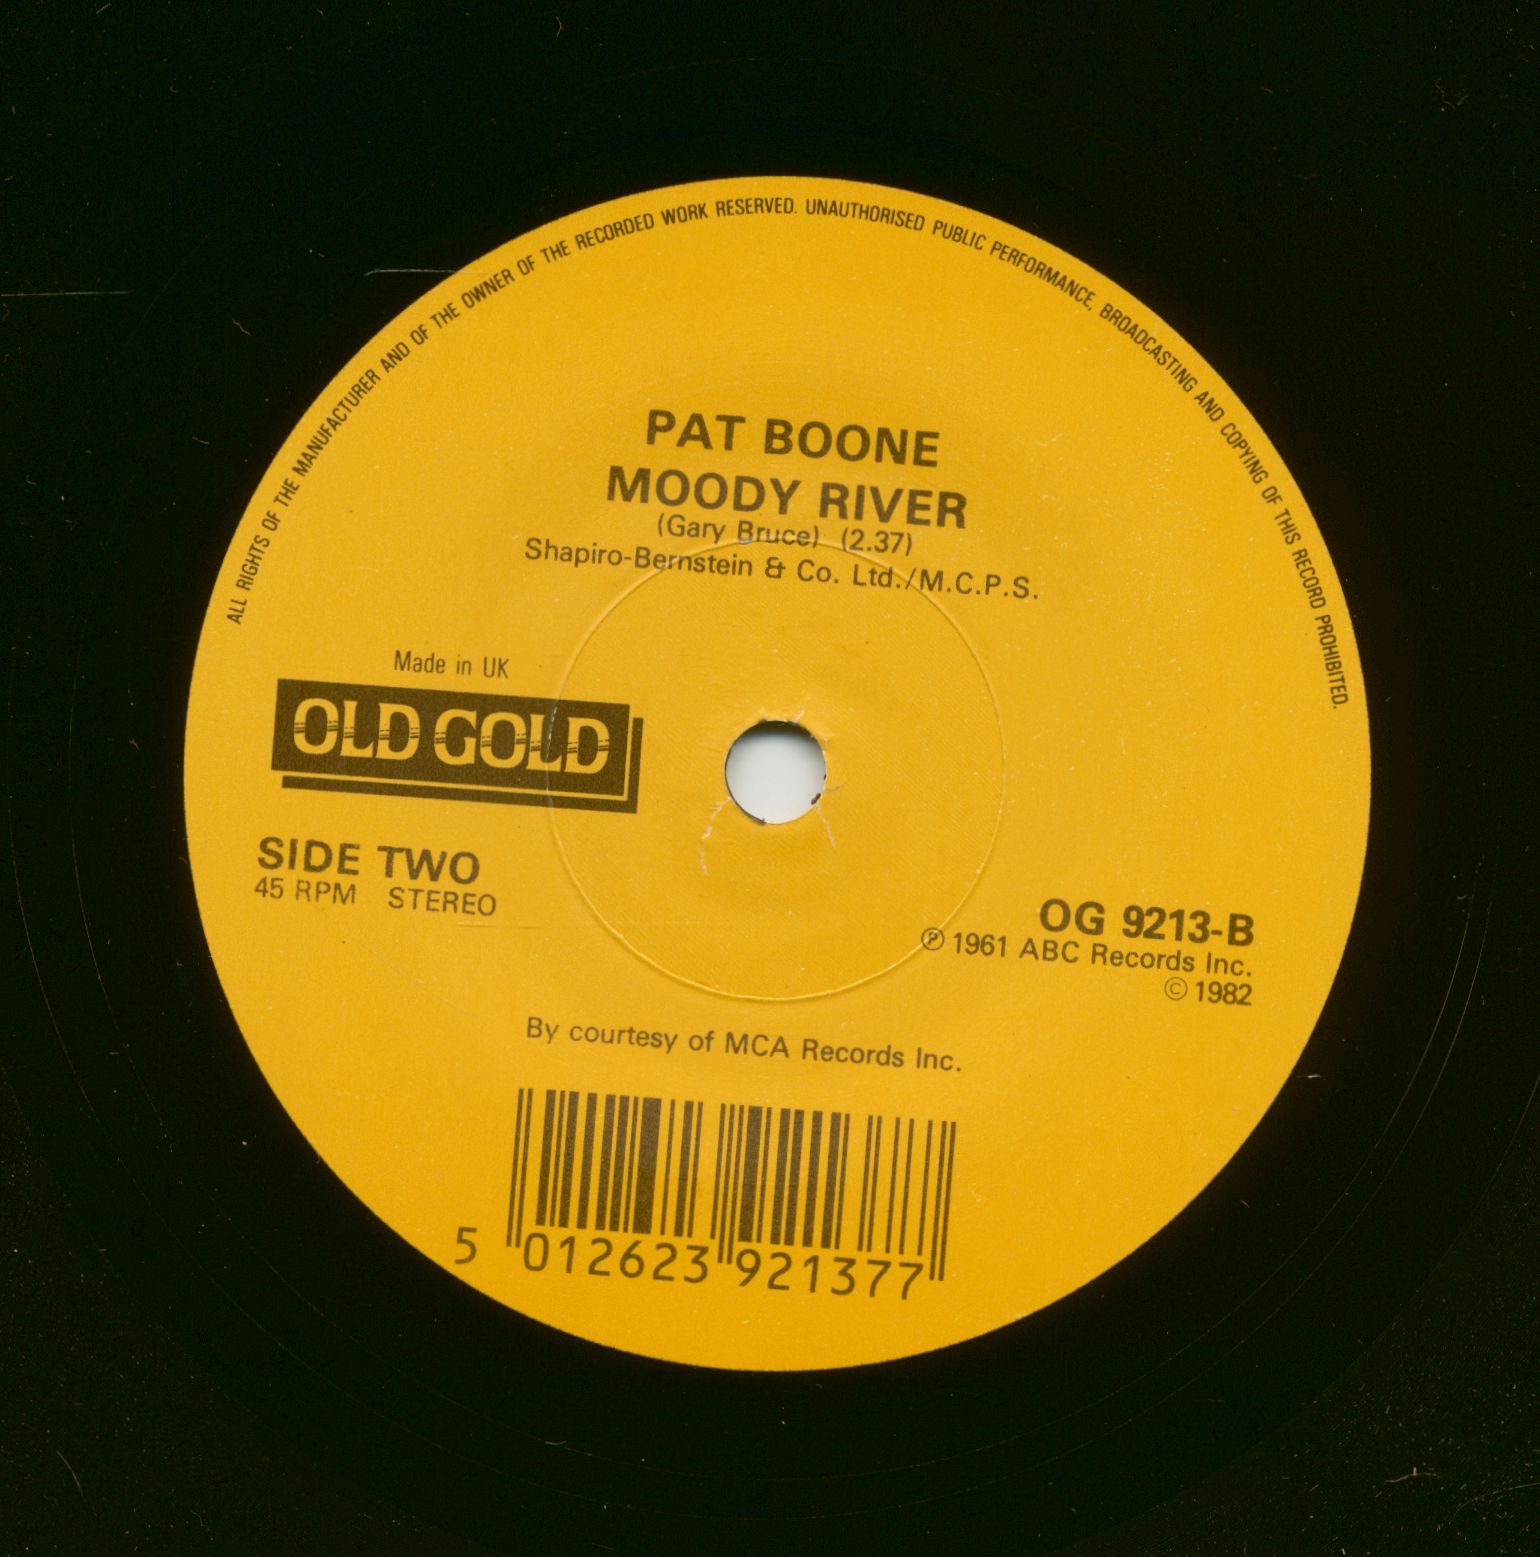 ALL RIGHTS OF THE MANUFACTURER AND OF THE OWNER OF THE RECORDED WORK RESERVED. UNAUTHORISED PUBLIC PERFORMANCE, BROADCASTING AND COPYING OF THIS RECORD PROHIBITED.
PAT BOONE
MOODY RIVER
(Gary Bruce) (2.37)
Shapiro-Bernstein & Co. Ltd./M.C.P.S.
Made in UK
OLD GOLD
SIDE TWO
45 RPM STEREO
OG 9213-B
℗ 1961 ABC Records Inc.
© 1982
By courtesy of MCA Records Inc.
5 012623 921377